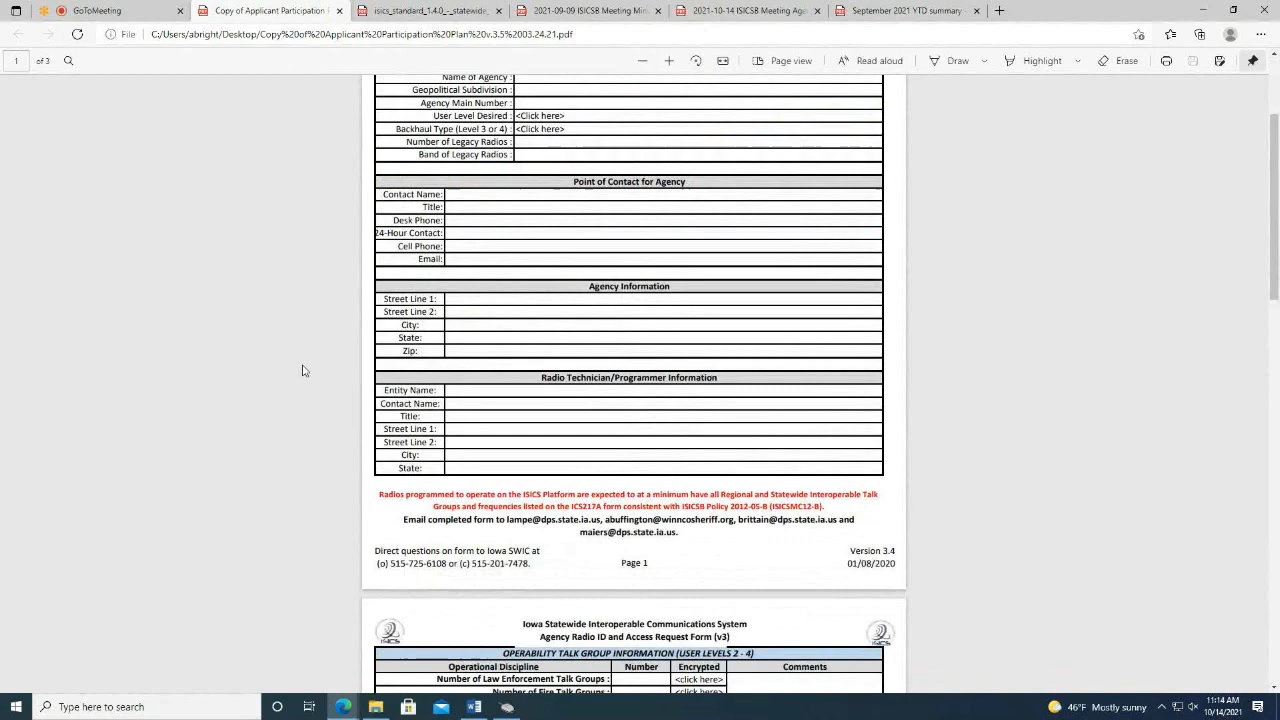 GoToMeeting
Copy of Applicant Participation
isics_standard_1.4.0_-_statewide_
2021-09-09 ISICSB Meeting Min
2021-10-14 ISICSB Meeting Age
September 2021 YTD summary
File
C:/Users/abright/Desktop/Copy%20of%20Applicant%20Participation%20Plan%20v.3.5%203.24.21.pdf
1 of 3
Page view
Read aloud
Draw
Highlight
Erase
Name of Agency :
Geopolitical Subdivision :
Agency Main Number :
User Level Desired : <Click here>
Backhaul Type (Level 3 or 4) : <Click here>
Number of Legacy Radios :
Band of Legacy Radios :
Point of Contact for Agency
Contact Name:
Title:
Desk Phone:
24-Hour Contact:
Cell Phone:
Email:
Agency Information
Street Line 1:
Street Line 2:
City:
State:
Zip:
Radio Technician/Programmer Information
Entity Name:
Contact Name:
Title:
Street Line 1:
Street Line 2:
City:
State:
Radios programmed to operate on the ISICS Platform are expected to at a minimum have all Regional and Statewide Interoperable Talk
Groups and frequencies listed on the ICS217A form consistent with ISICSB Policy 2012-05-B (ISICSMC12-B).
Email completed form to lampe@dps.state.ia.us, abuffington@winncosheriff.org, brittain@dps.state.ia.us and
maiers@dps.state.ia.us.
Direct questions on form to Iowa SWIC at
(o) 515-725-6108 or (c) 515-201-7478.
Page 1
Version 3.4
01/08/2020
Iowa Statewide Interoperable Communications System
Agency Radio ID and Access Request Form (v3)
ISICS
ISICS
OPERABILITY TALK GROUP INFORMATION (USER LEVELS 2 - 4)
Operational Discipline Number Encrypted Comments
Number of Law Enforcement Talk Groups : <click here>
Number of Fire Talk Groups : <click here>
Type here to search
46°F Mostly sunny
11:14 AM
10/14/2021